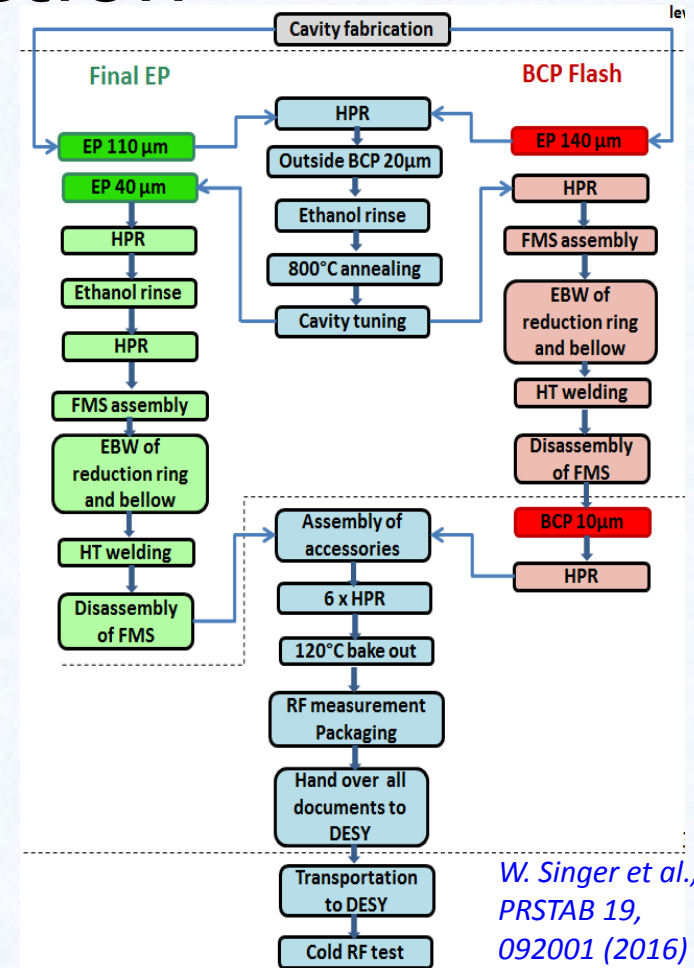 Cavity fabrication
lev
Final EP
BCP Flash
HPR
EP 110 µm
EP 140 µm
Outside BCP 20µm
EP 40 µm
HPR
Ethanol rinse
HPR
FMS assembly
800°C annealing
Ethanol rinse
EBW of
reduction ring
and bellow
Cavity tuning
HPR
HT welding
FMS assembly
Disassembly
of FMS
EBW of
reduction ring
and bellow
Assembly of
accessories
BCP 10µm
HT welding
HPR
6 x HPR
Disassembly
of FMS
120°C bake out
RF measurement
Packaging
Hand over all
documents to
DESY
Transportation
to DESY
W. Singer et al.,
PRSTAB 19,
092001 (2016)
Cold RF test